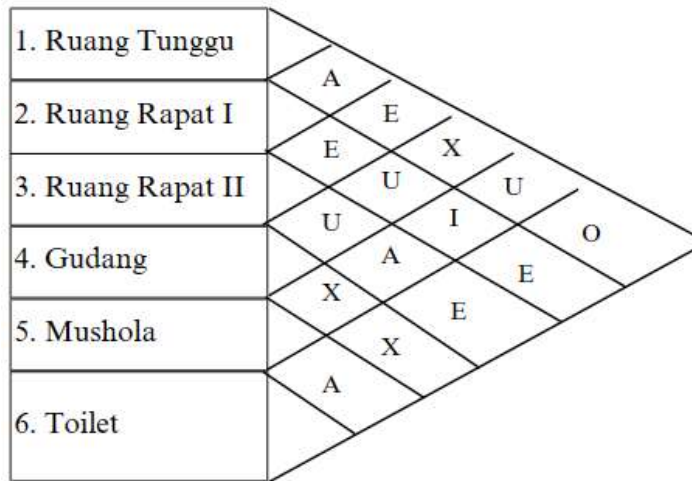 1. Ruang Tunggu
A
2. Ruang Rapat I
E
E
X
3. Ruang Rapat II
U
U
U
I
O
4. Gudang
A
E
X
E
5. Mushola
X
A
6. Toilet